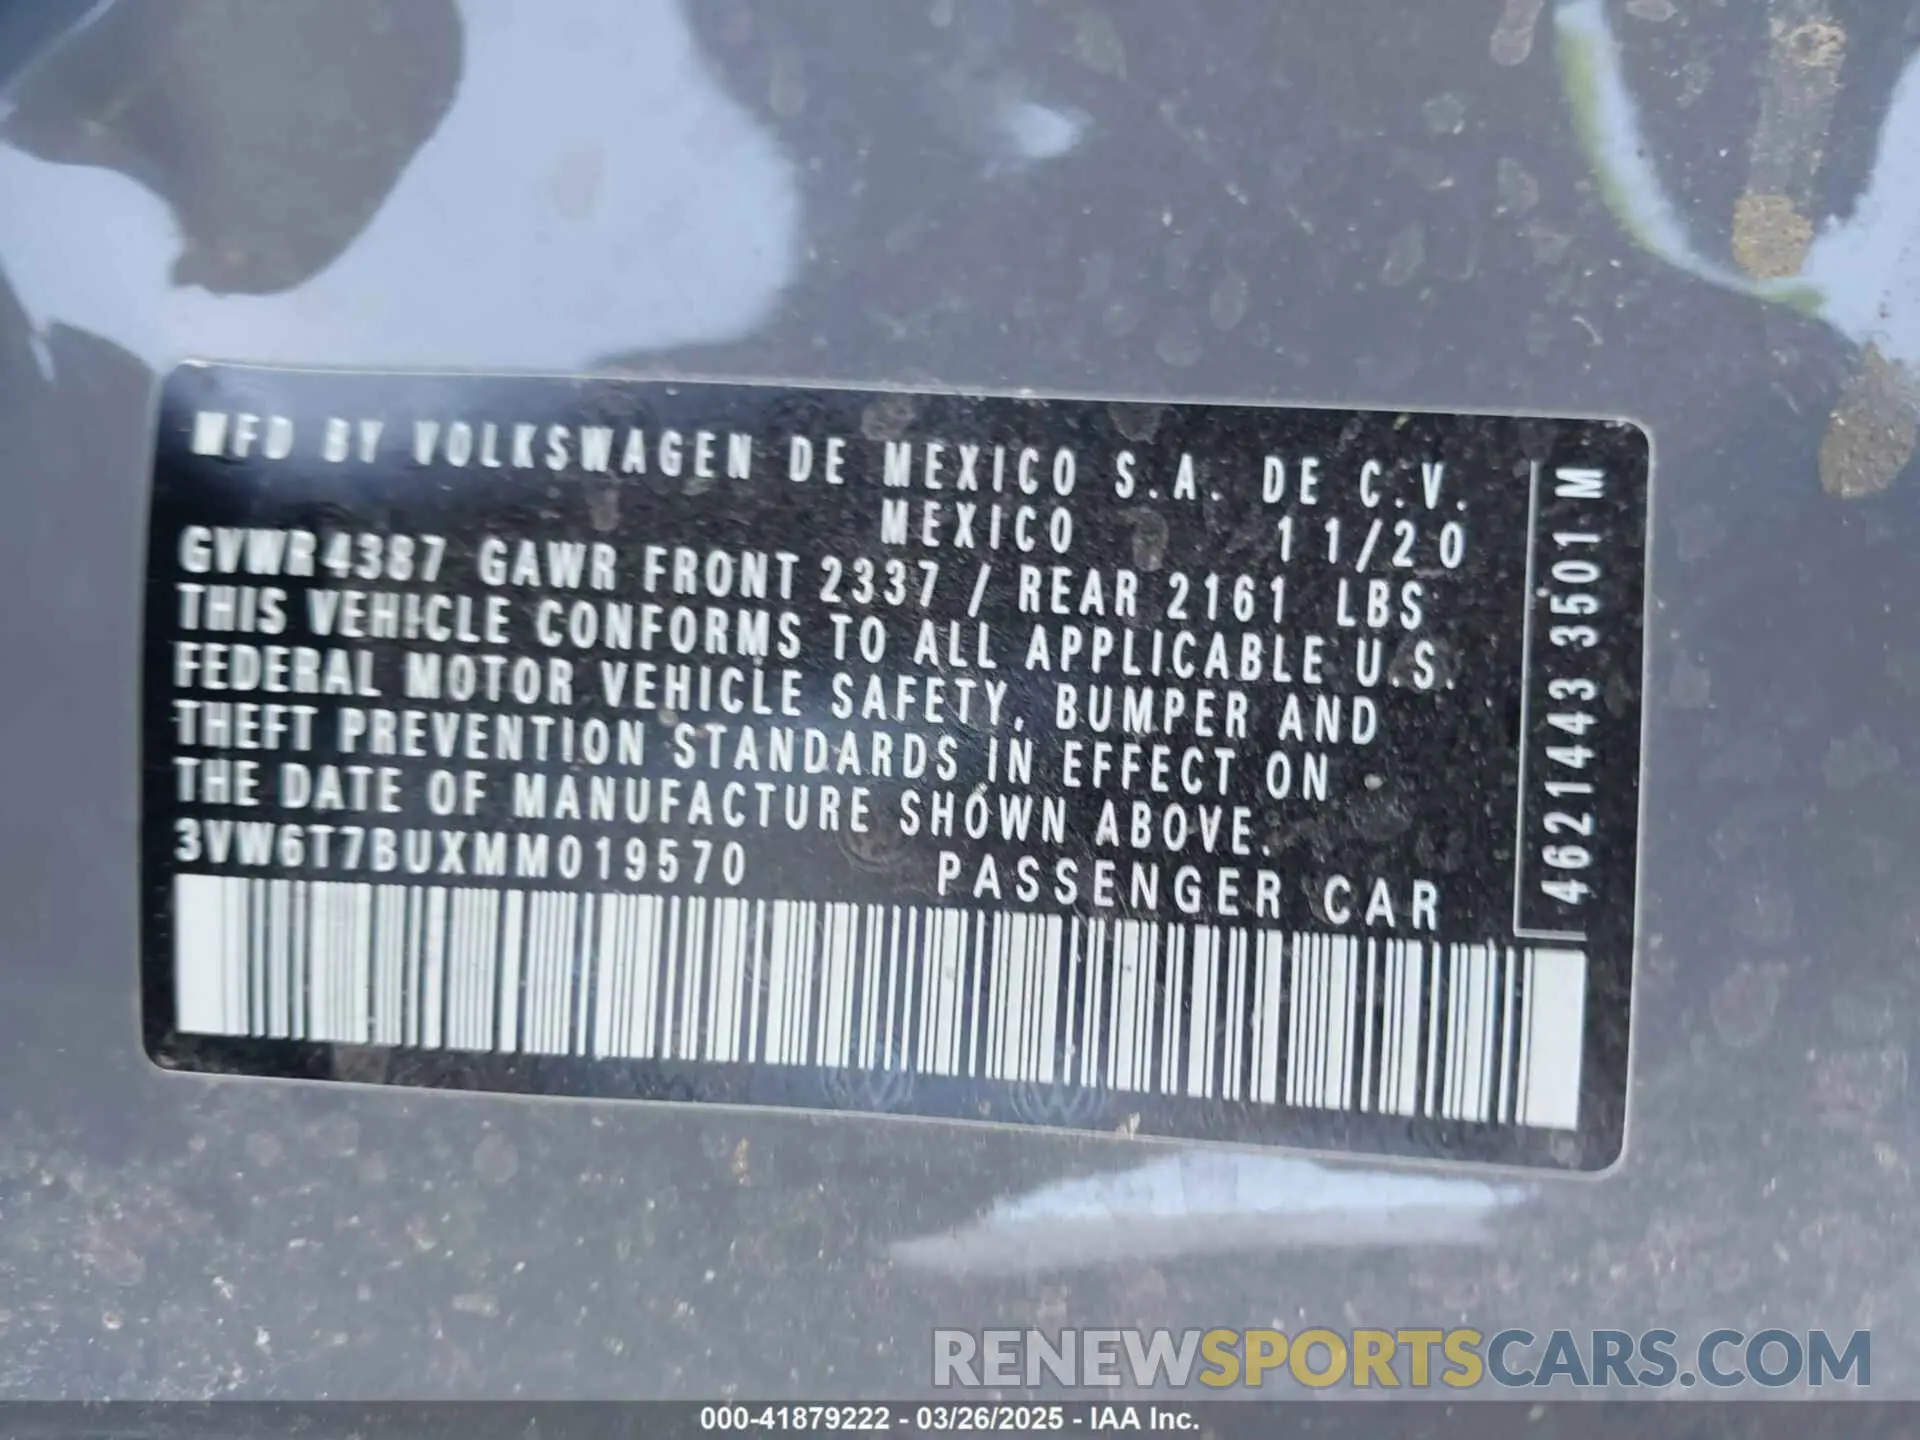 MFD BY VOLKSWAGEN DE MEXICO S.A. DE C.V.
MEXICO 11/20
GVWR 4387 GAWR FRONT 2337 / REAR 2161 LBS
THIS VEHICLE CONFORMS TO ALL APPLICABLE U.S.
FEDERAL MOTOR VEHICLE SAFETY, BUMPER AND
THEFT PREVENTION STANDARDS IN EFFECT ON
THE DATE OF MANUFACTURE SHOWN ABOVE.
3VW6T7BUXMM019570 PASSENGER CAR
4621443 3501 M
RENEWSPORTSCARS.COM
000-41879222 - 03/26/2025 - IAA Inc.